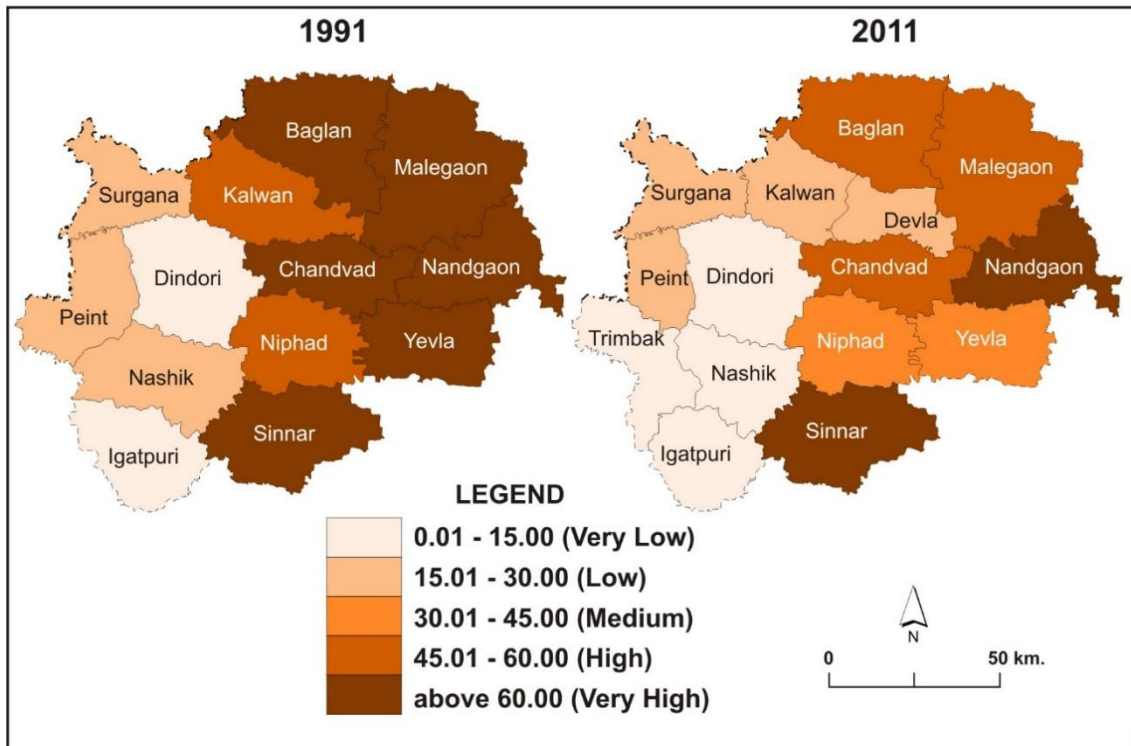 1991
Baglan
Malegaon
Surgana
Kalwan
Dindori
Chandvad
Nandgaon
Peint
Niphad
Yevla
Nashik
Sinnar
Igatpuri
2011
Baglan
Malegaon
Surgana
Kalwan
Devla
Peint
Dindori
Chandvad
Nandgaon
Trimbak
Niphad
Yevla
Nashik
Sinnar
Igatpuri
LEGEND
0.01 - 15.00 (Very Low)
15.01 - 30.00 (Low)
30.01 - 45.00 (Medium)
45.01 - 60.00 (High)
above 60.00 (Very High)
N
0 50 km.